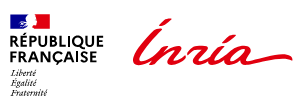 RÉPUBLIQUE
FRANÇAISE
Liberté
Égalité
Fraternité
Inria